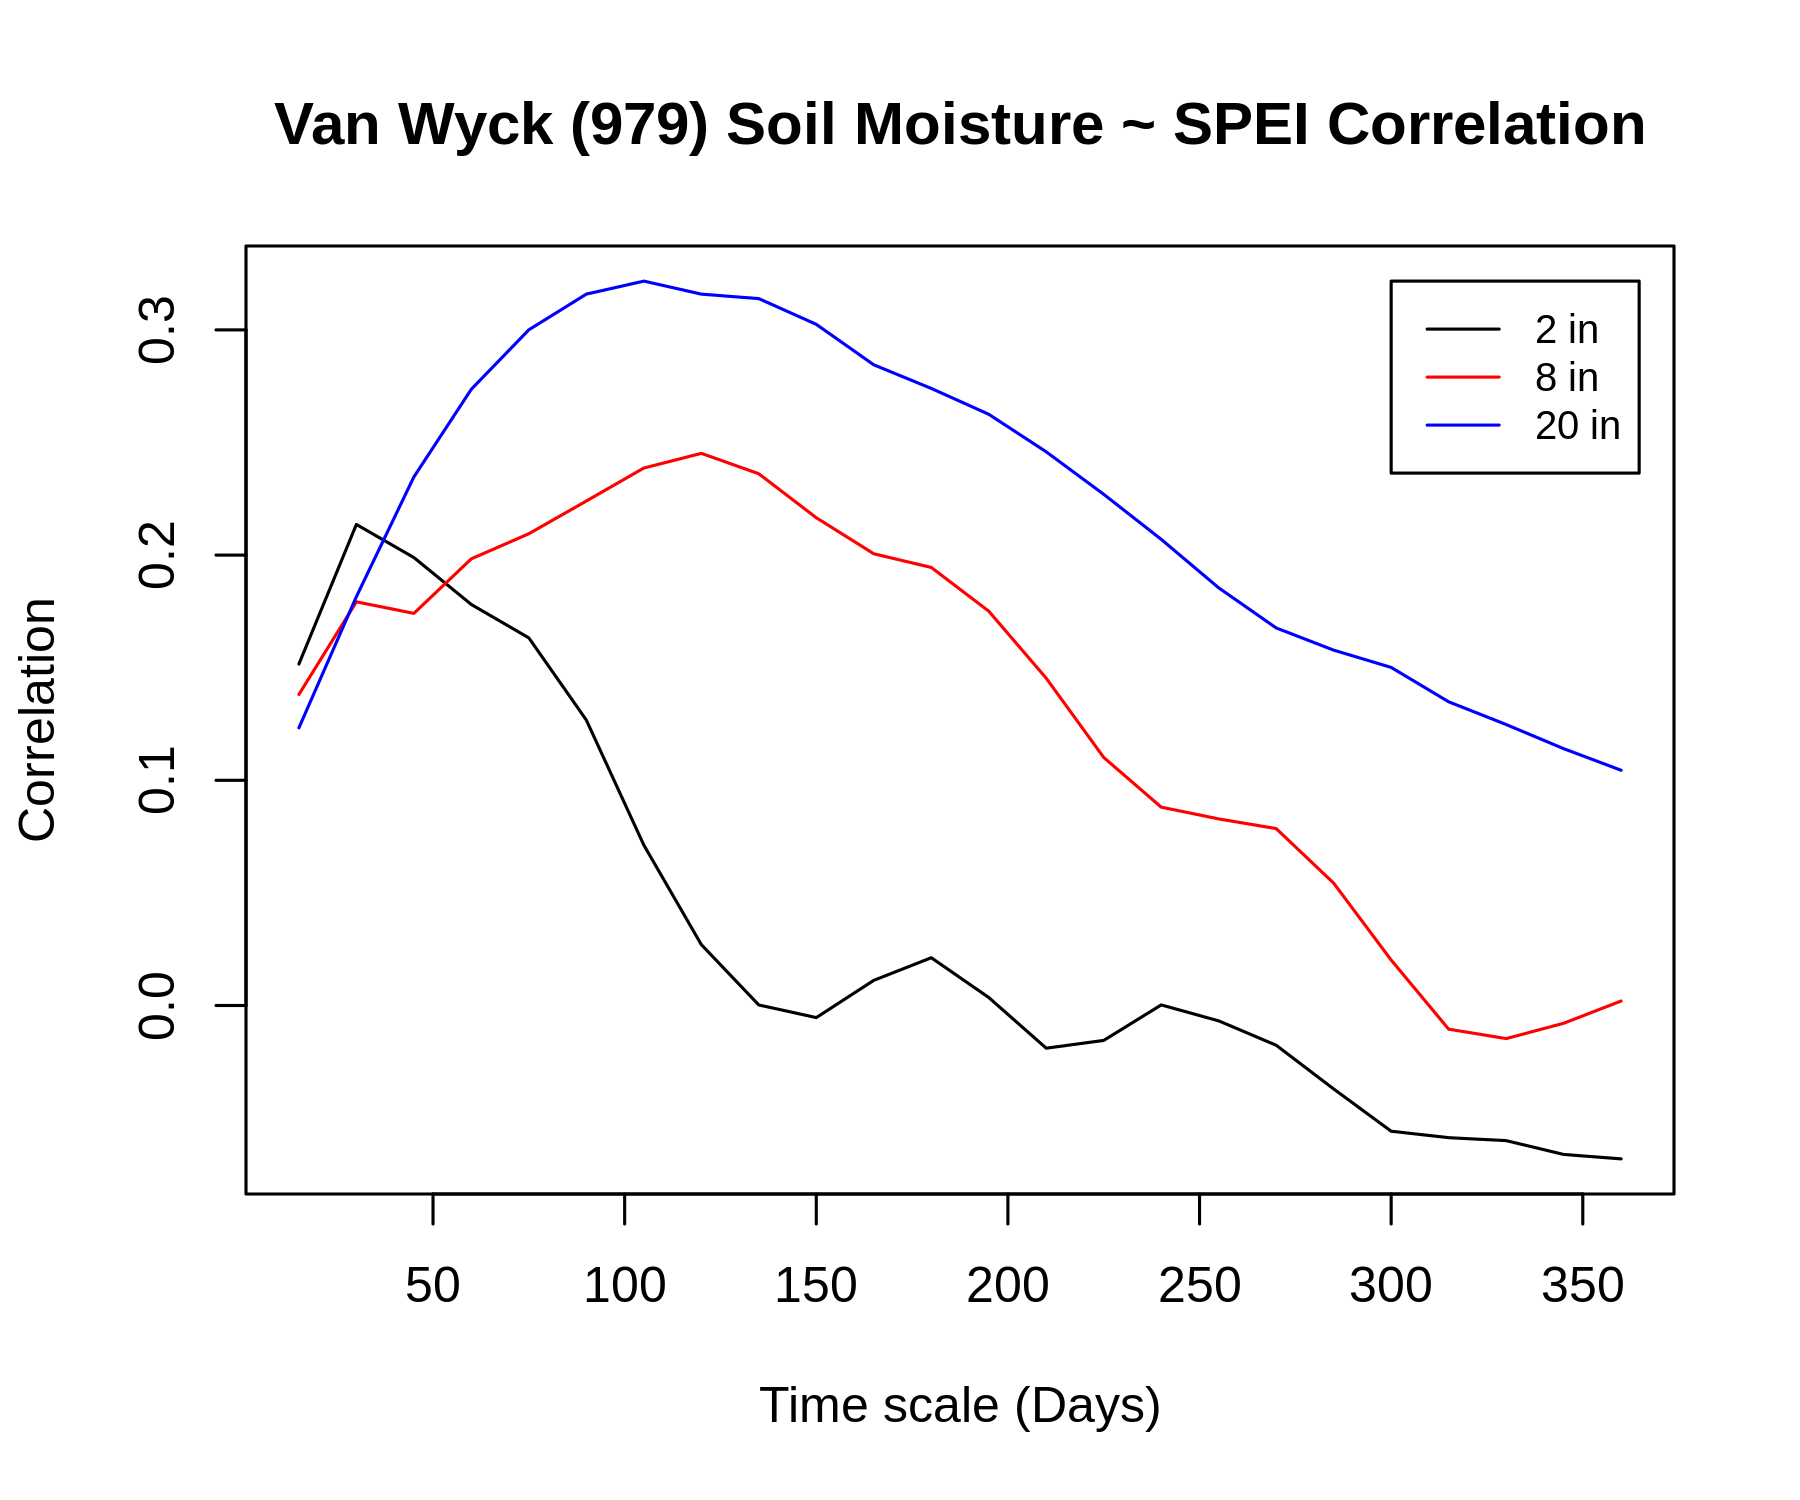 Van Wyck (979) Soil Moisture ~ SPEI Correlation
2 in
8 in
20 in
Correlation
0.3
0.2
0.1
0.0
50 100 150 200 250 300 350
Time scale (Days)